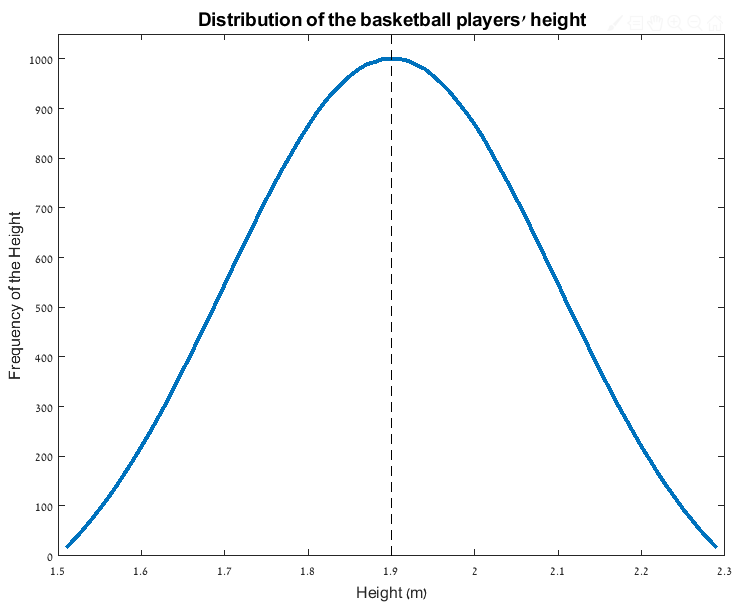 Distribution of the basketball players' height
1000
900
800
700
600
500
400
300
200
100
0
Frequency of the Height
1.5 1.6 1.7 1.8 1.9 2 2.1 2.2 2.3
Height (m)